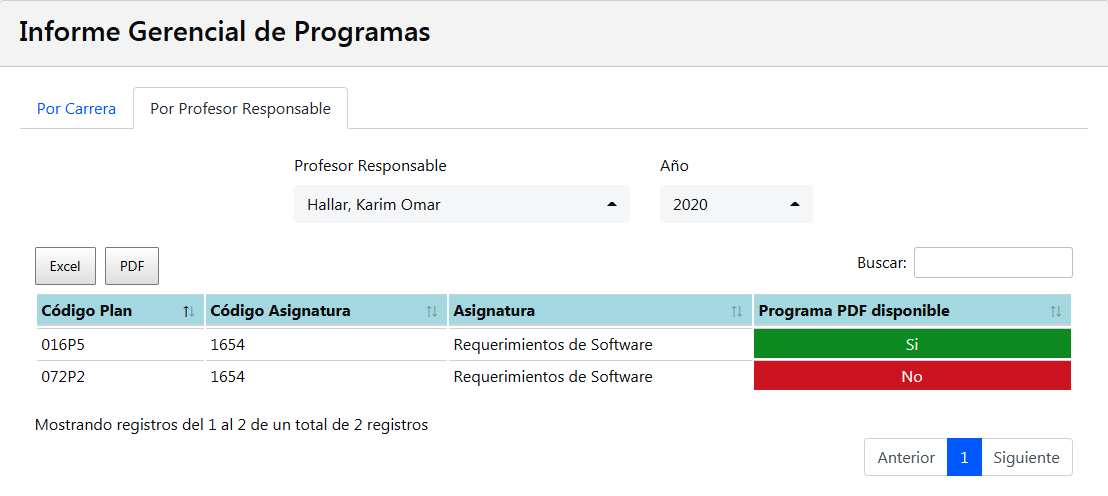 Informe Gerencial de Programas
Por Carrera Por Profesor Responsable
Profesor Responsable Año
Hallar, Karim Omar 2020
Excel PDF Buscar:
Código Plan Código Asignatura Asignatura Programa PDF disponible
016P5 1654 Requerimientos de Software Si
072P2 1654 Requerimientos de Software No
Mostrando registros del 1 al 2 de un total de 2 registros
Anterior 1 Siguiente